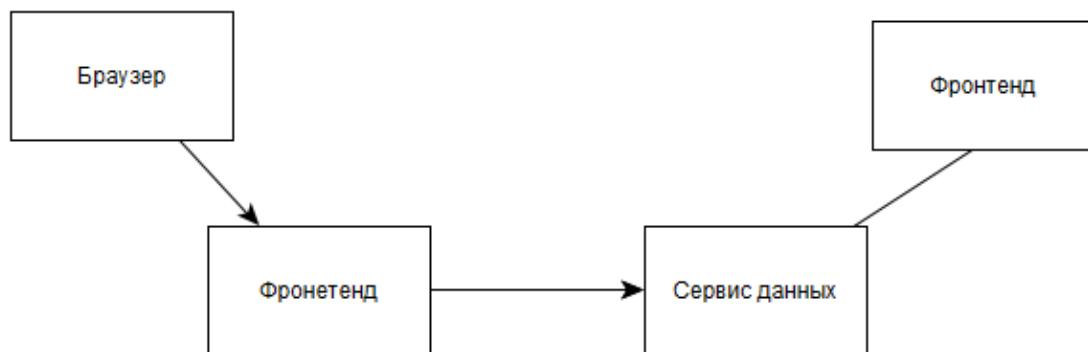 Браузер
Фронтенд
Фронетенд
Сервис данных